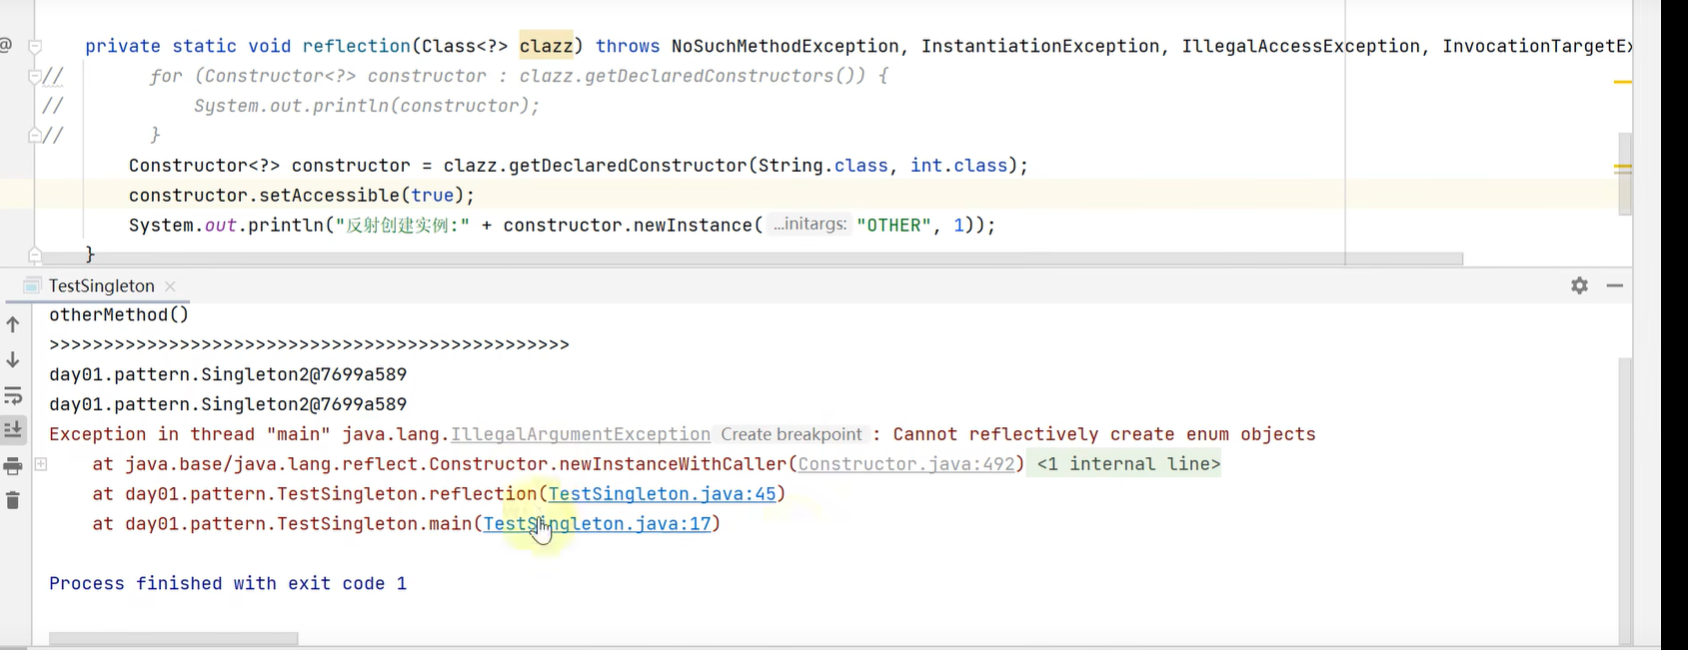 @
private static void reflection(Class<?> clazz) throws NoSuchMethodException, InstantiationException, IllegalAccessException, InvocationTargetEx
// for (Constructor<?> constructor : clazz.getDeclaredConstructors()) {
// System.out.println(constructor);
// }
Constructor<?> constructor = clazz.getDeclaredConstructor(String.class, int.class);
constructor.setAccessible(true);
System.out.println("反射创建实例:" + constructor.newInstance( ...initargs: "OTHER", 1));
}
TestSingleton
otherMethod()
>>>>>>>>>>>>>>>>>>>>>>>>>>>>>>>>>>>>>>>>>>>>>>>>
day01.pattern.Singleton2@7699a589
day01.pattern.Singleton2@7699a589
Exception in thread "main" java.lang.IllegalArgumentException Create breakpoint : Cannot reflectively create enum objects
at java.base/java.lang.reflect.Constructor.newInstanceWithCaller(Constructor.java:492) <1 internal line>
at day01.pattern.TestSingleton.reflection(TestSingleton.java:45)
at day01.pattern.TestSingleton.main(TestSingleton.java:17)
Process finished with exit code 1